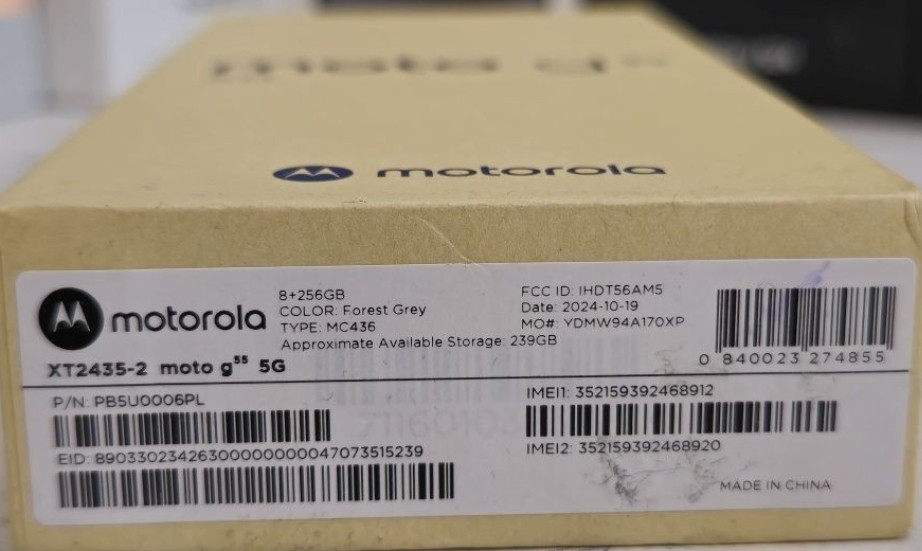 moto g
motorola
motorola
8+256GB
COLOR: Forest Grey
TYPE: MC436
Approximate Available Storage: 239GB
FCC ID: IHDT56AM5
Date: 2024-10-19
MO#: YDMW94A170XP
0 840023 274855
XT2435-2 moto g⁵⁵ 5G
P/N: PB5U0006PL
EID: 89033023426300000000047073515239
IMEI1: 352159392468912
IMEI2: 352159392468920
MADE IN CHINA